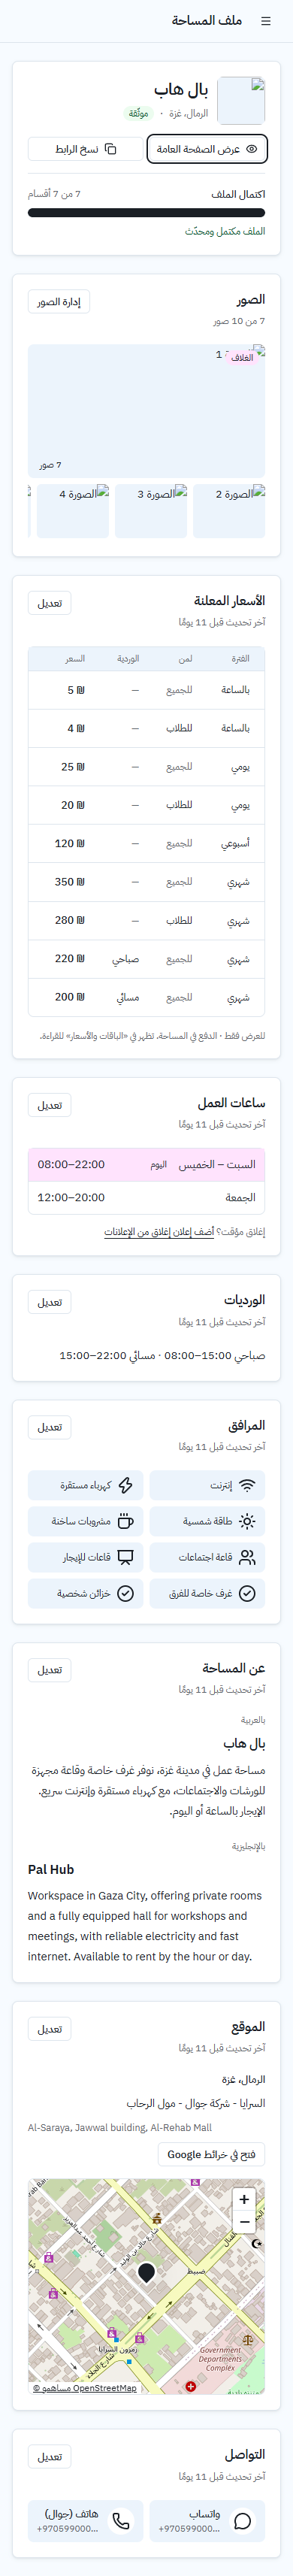 ملف المساحة
بال هاب
الرمال، غزة · موثّقة
عرض الصفحة العامة
نسخ الرابط
اكتمال الملف
7 من 7 أقسام
الملف مكتمل ومحدّث
الصور
إدارة الصور
7 من 10 صور
الغلاف
1
7 صور
الصورة 2
الصورة 3
الصورة 4
الأسعار المعلنة
تعديل
آخر تحديث قبل 11 يومًا
الفترة لمن الوردية السعر
بالساعة للجميع — 5 ₪
بالساعة للطلاب — 4 ₪
يومي للجميع — 25 ₪
يومي للطلاب — 20 ₪
أسبوعي للجميع — 120 ₪
شهري للجميع — 350 ₪
شهري للطلاب — 280 ₪
شهري للجميع صباحي 220 ₪
شهري للجميع مسائي 200 ₪
للعرض فقط · الدفع في المساحة. تظهر في «الباقات والأسعار» للقراءة.
ساعات العمل
تعديل
آخر تحديث قبل 11 يومًا
السبت – الخميس اليوم 08:00–22:00
الجمعة 12:00–20:00
إغلاق مؤقت؟ أضف إعلان إغلاق من الإعلانات
الورديات
تعديل
آخر تحديث قبل 11 يومًا
صباحي 08:00–15:00 · مسائي 15:00–22:00
المرافق
تعديل
آخر تحديث قبل 11 يومًا
إنترنت
كهرباء مستقرة
طاقة شمسية
مشروبات ساخنة
قاعة اجتماعات
قاعات للإيجار
غرف خاصة للفرق
خزائن شخصية
عن المساحة
تعديل
آخر تحديث قبل 11 يومًا
بالعربية
بال هاب
مساحة عمل في مدينة غزة، نوفر غرف خاصة وقاعة مجهزة
للورشات والاجتماعات، مع كهرباء مستقرة وإنترنت سريع.
الإيجار بالساعة أو اليوم.
بالإنجليزية
Pal Hub
Workspace in Gaza City, offering private rooms
and a fully equipped hall for workshops and
meetings, with reliable electricity and fast
internet. Available to rent by the hour or day.
الموقع
تعديل
آخر تحديث قبل 11 يومًا
الرمال، غزة
السرايا - شركة جوال - مول الرحاب
Al-Saraya, Jawwal building, Al-Rehab Mall
فتح في خرائط Google
+
−
ضبيط
رمزون السرايا
شارع الجلاء
Government
Departments
Complex
© مساهمو OpenStreetMap
التواصل
تعديل
آخر تحديث قبل 11 يومًا
واتساب
+970599000...
هاتف (جوال)
+970599000...